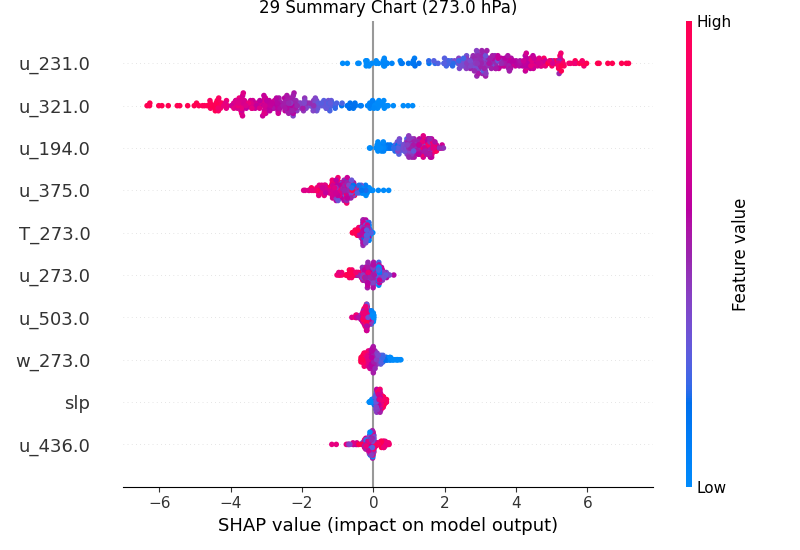 29 Summary Chart (273.0 hPa)
High
u_231.0
u_321.0
u_194.0
u_375.0
T_273.0
u_273.0
u_503.0
w_273.0
slp
u_436.0
Feature value
Low
−6 −4 −2 0 2 4 6
SHAP value (impact on model output)